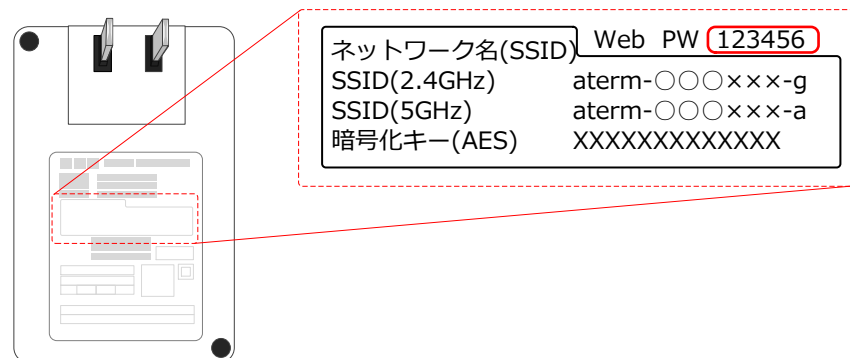 Web PW 123456
ネットワーク名(SSID)
SSID(2.4GHz) aterm-○○○×××-g
SSID(5GHz) aterm-○○○×××-a
暗号化キー(AES) XXXXXXXXXXXXX